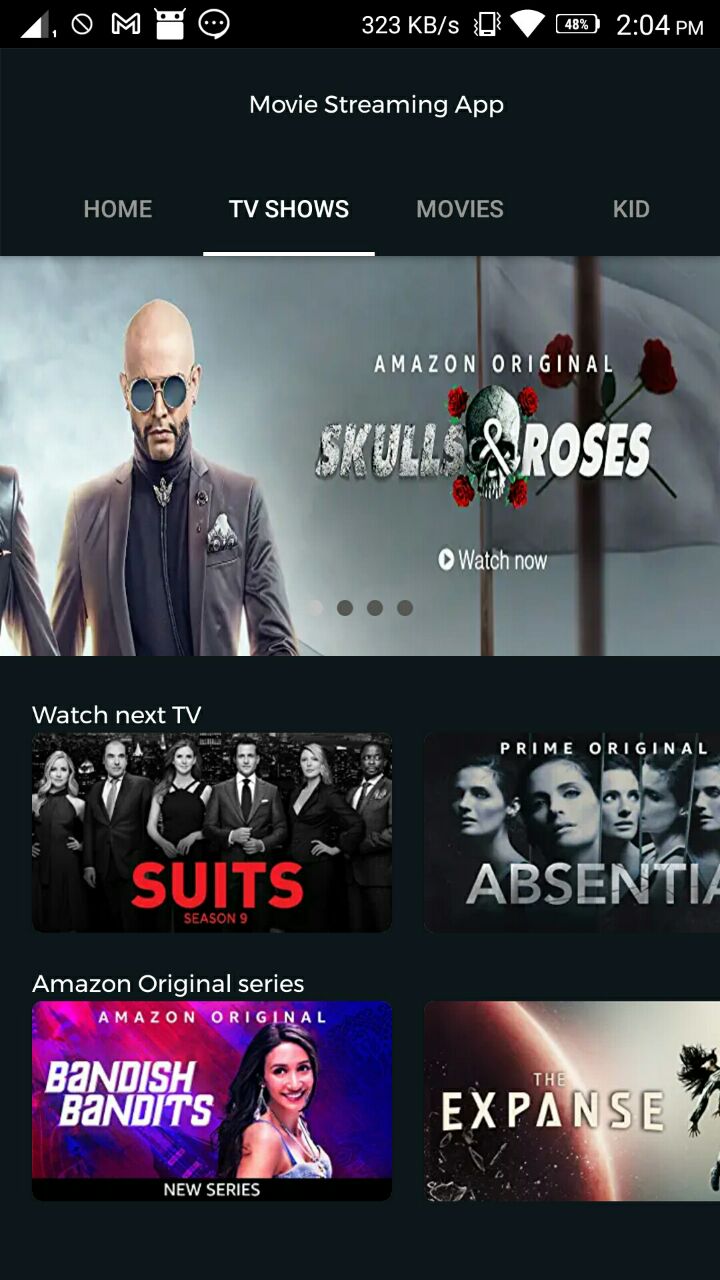 1 323 KB/s 48% 2:04 PM
Movie Streaming App
HOME TV SHOWS MOVIES KID
AMAZON ORIGINAL
SKULLS & ROSES
Watch now
Watch next TV
SUITS
SEASON 9
PRIME ORIGINAL
ABSENTIA
Amazon Original series
AMAZON ORIGINAL
BANDISH
BANDITS
NEW SERIES
THE
EXPANSE